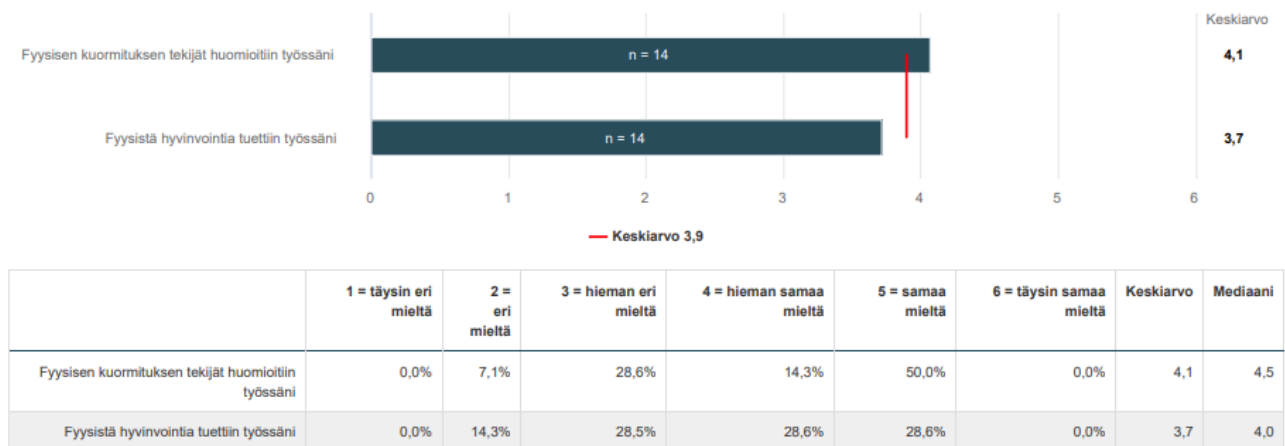 Keskiarvo
Fyysisen kuormituksen tekijät huomioitiin työssäni
n = 14
4,1
Fyysistä hyvinvointia tuettiin työssäni
n = 14
3,7
0 1 2 3 4 5 6
Keskiarvo 3,9
1 = täysin eri 2 = 3 = hieman eri 4 = hieman samaa 5 = samaa 6 = täysin samaa Keskiarvo Mediaani
mieltä eri mieltä mieltä mieltä mieltä
mieltä
Fyysisen kuormituksen tekijät huomioitiin 0,0% 7,1% 28,6% 14,3% 50,0% 0,0% 4,1 4,5
työssäni
Fyysistä hyvinvointia tuettiin työssäni 0,0% 14,3% 28,5% 28,6% 28,6% 0,0% 3,7 4,0